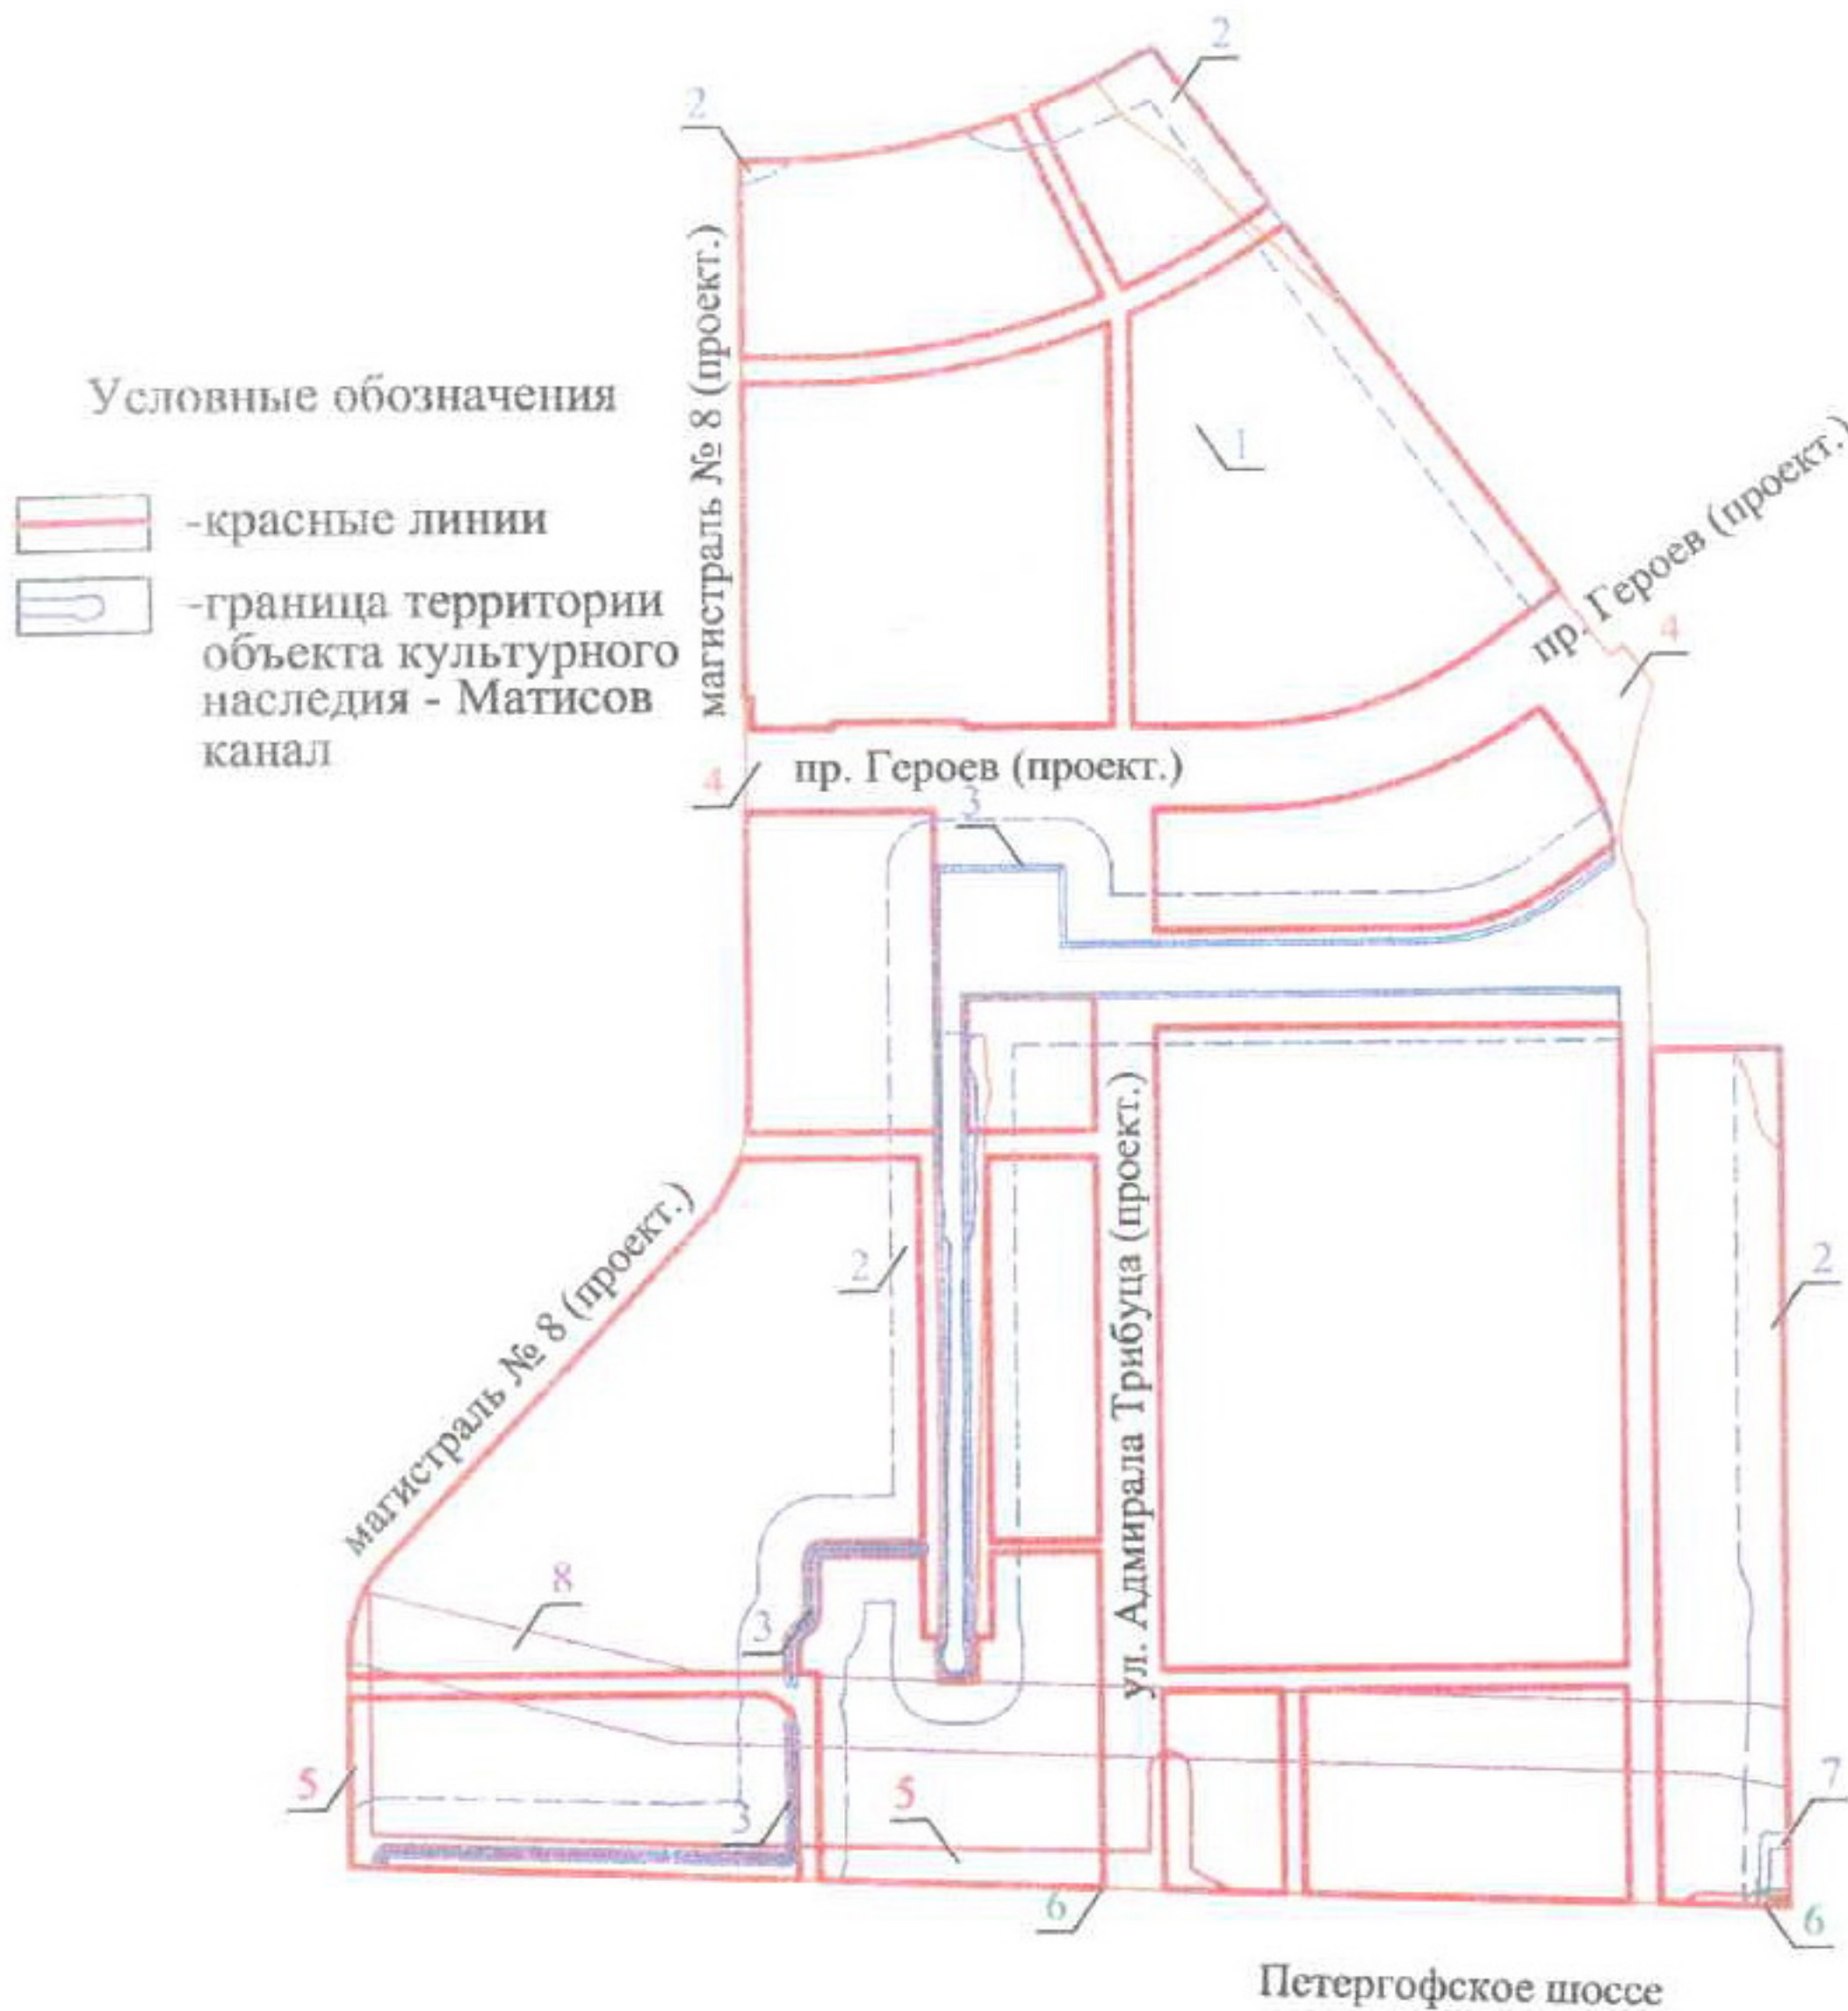 2
2
Условные обозначения
-красные линии
-граница территории
объекта культурного
наследия - Матисов
канал
магистраль № 8 (проект.)
1
пр. Героев (проект.)
4
4
пр. Героев (проект.)
3
2
ул. Адмирала Трибуца (проект.)
2
магистраль № 8 (проект.)
8
3
5
3
5
7
6
6
Петергофское шоссе